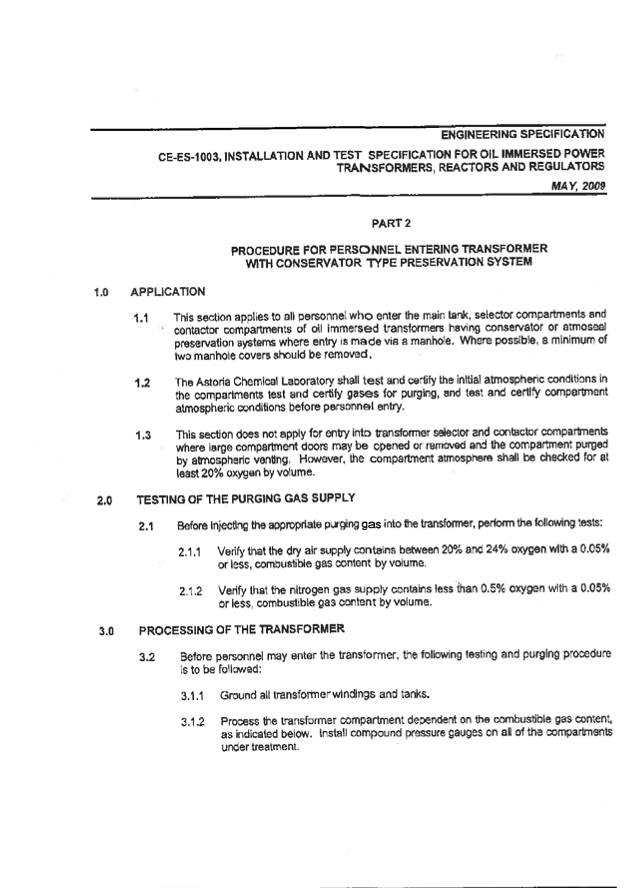 ENGINEERING SPECIFICATION
CE-ES-1003, INSTALLATION AND TEST SPECIFICATION FOR OIL IMMERSED POWER
TRANSFORMERS, REACTORS AND REGULATORS
MAY, 2009
PART 2
PROCEDURE FOR PERSONNEL ENTERING TRANSFORMER
WITH CONSERVATOR TYPE PRESERVATION SYSTEM
1.0 APPLICATION
1.1 This section applies to all personnel who enter the main tank, selector compartments and
contactor compartments of oil immersed transformers having conservator or atmoseal
preservation systems where entry is made via a manhole. Where possible, a minimum of
two manhole covers should be removed.
1.2 The Astoria Chemical Laboratory shall test and certify the initial atmospheric conditions in
the compartments test and certify gases for purging, and test and certify compartment
atmospheric conditions before personnel entry.
1.3 This section does not apply for entry into transformer selector and contactor compartments
where large compartment doors may be opened or removed and the compartment purged
by atmospheric venting. However, the compartment atmosphere shall be checked for at
least 20% oxygen by volume.
2.0 TESTING OF THE PURGING GAS SUPPLY
2.1 Before injecting the appropriate purging gas into the transformer, perform the following tests:
2.1.1 Verify that the dry air supply contains between 20% and 24% oxygen with a 0.05%
or less, combustible gas content by volume.
2.1.2 Verify that the nitrogen gas supply contains less than 0.5% oxygen with a 0.05%
or less, combustible gas content by volume.
3.0 PROCESSING OF THE TRANSFORMER
3.2 Before personnel may enter the transformer, the following testing and purging procedure
is to be followed:
3.1.1 Ground all transformer windings and tanks.
3.1.2 Process the transformer compartment dependent on the combustible gas content,
as indicated below. Install compound pressure gauges on all of the compartments
under treatment.